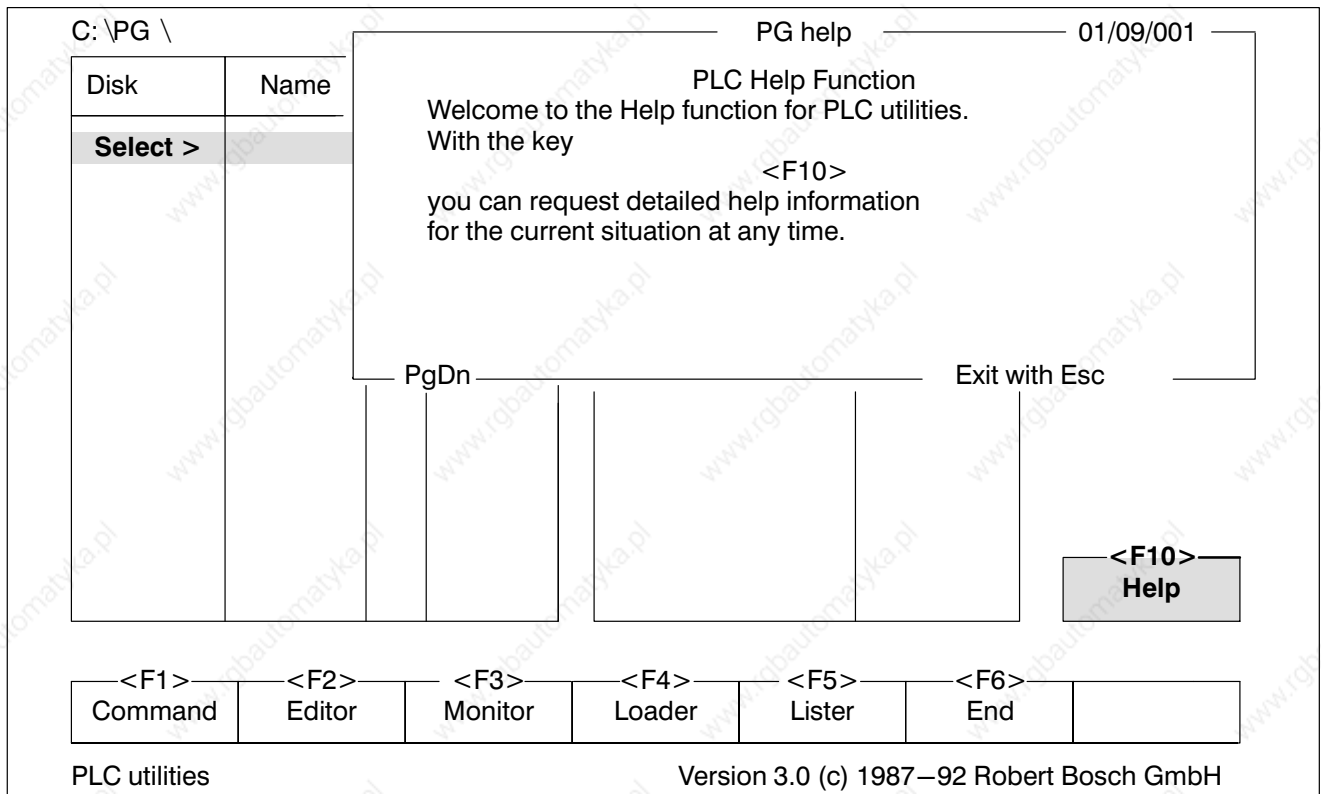 C: \PG \
PG help
01/09/001
Disk
Name
Select >
PLC Help Function
Welcome to the Help function for PLC utilities.
With the key
<F10>
you can request detailed help information
for the current situation at any time.
PgDn
Exit with Esc
<F10>
Help
<F1>
Command
<F2>
Editor
<F3>
Monitor
<F4>
Loader
<F5>
Lister
<F6>
End
PLC utilities
Version 3.0 (c) 1987—92 Robert Bosch GmbH
www.rgbautomatyka.pl